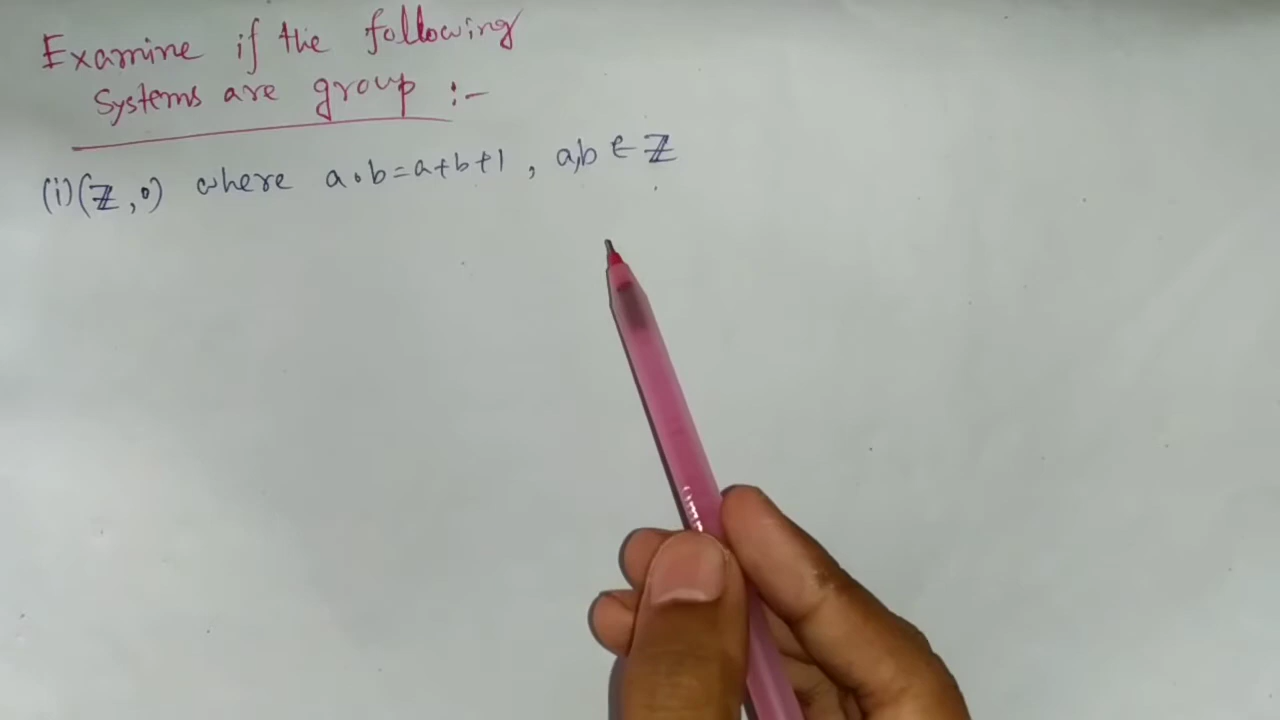 Examine if the following
Systems are group :-
(i) (ℤ, ∘) where a∘b=a+b+1, a,b ∈ ℤ